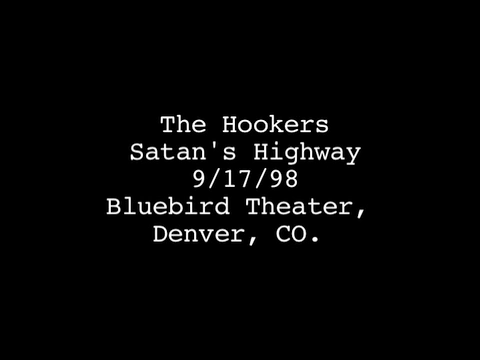 The Hookers
Satan's Highway
9/17/98
Bluebird Theater,
Denver, CO.